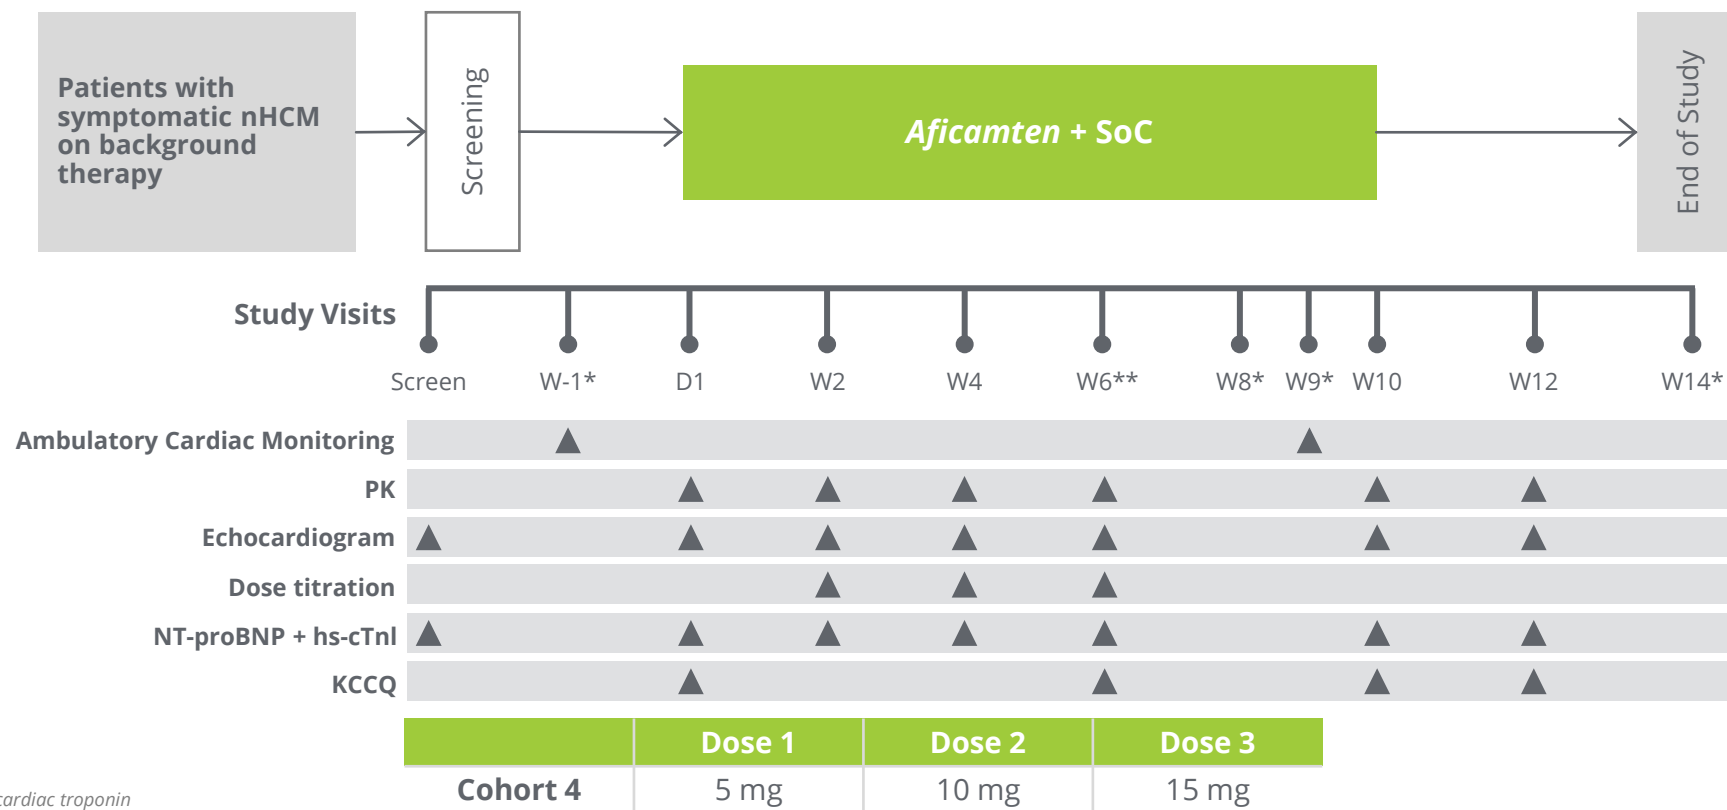 Patients with
symptomatic nHCM
on background
therapy
Screening
Aficamten + SoC
End of Study
Study Visits
Screen W-1* D1 W2 W4 W6** W8* W9* W10 W12 W14*
Ambulatory Cardiac Monitoring
PK
Echocardiogram
Dose titration
NT-proBNP + hs-cTnI
KCCQ
Dose 1 Dose 2 Dose 3
Cohort 4 5 mg 10 mg 15 mg
cardiac troponin